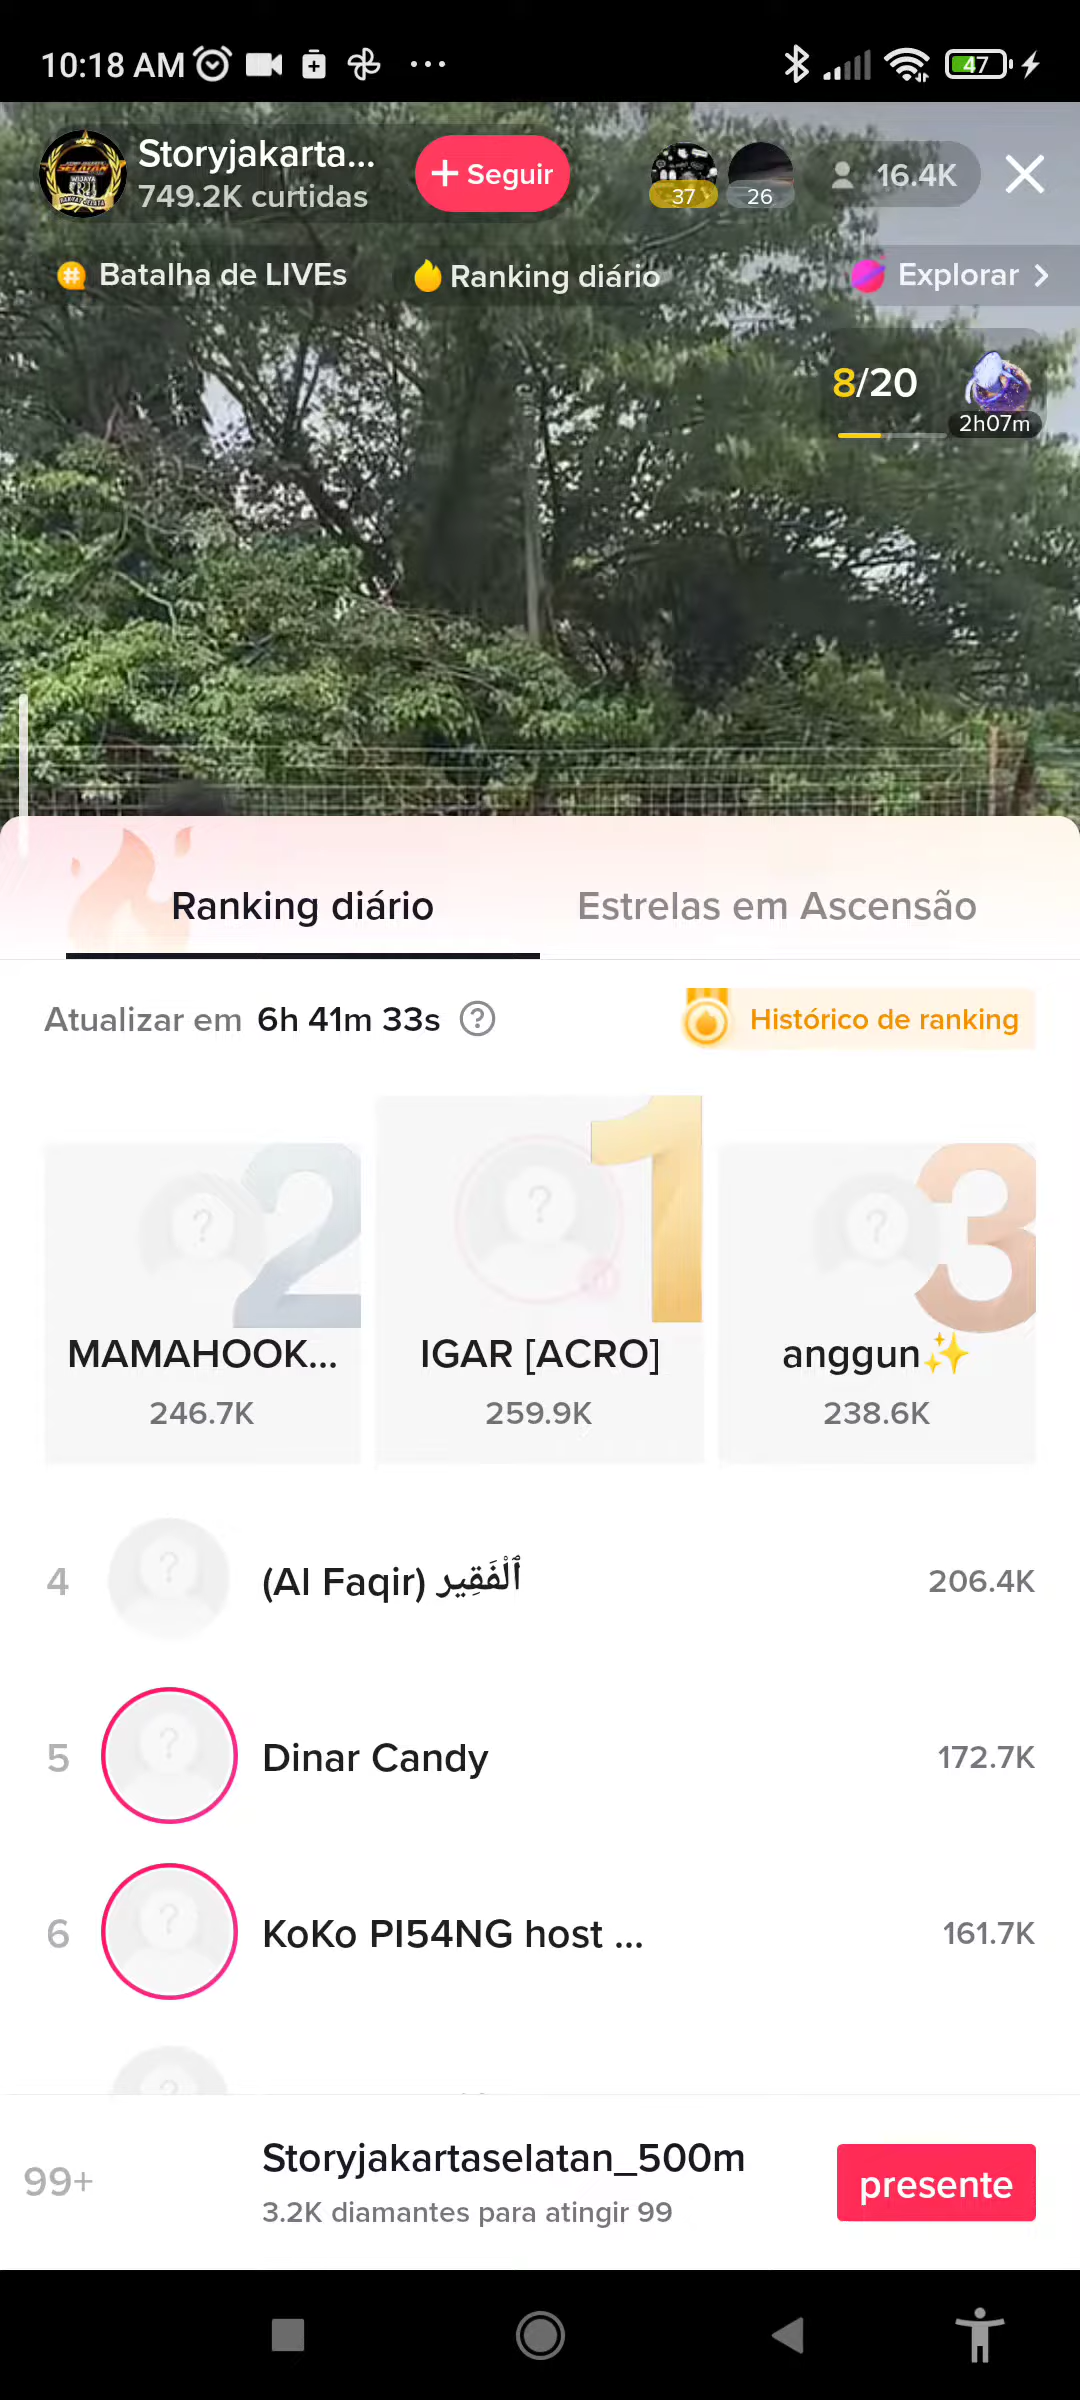 10:18 AM
47
Storyjakarta...
749.2K curtidas
+ Seguir
37
26
16.4K
Batalha de LIVEs
Ranking diário
Explorar >
8/20
2h07m
Ranking diário
Estrelas em Ascensão
Atualizar em 6h 41m 33s ?
Histórico de ranking
2
MAMAHOOK...
246.7K
1
IGAR [ACRO]
259.9K
3
anggun✨
238.6K
4
(Al Faqir) ٱلْفَقِير
206.4K
5
Dinar Candy
172.7K
6
KoKo PI54NG host ...
161.7K
99+
Storyjakartaselatan_500m
3.2K diamantes para atingir 99
presente